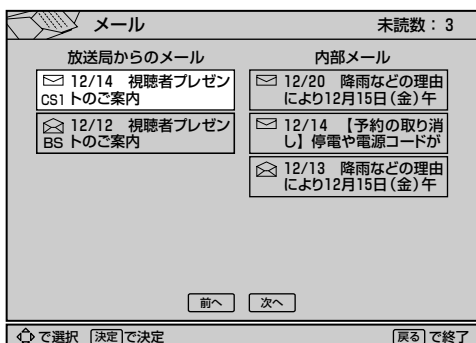 メール
未読数：3
放送局からのメール
12/14 視聴者プレゼン
CS1 トのご案内
12/12 視聴者プレゼン
BS トのご案内
内部メール
12/20 降雨などの理由
により12月15日（金）午
12/14 【予約の取り消
し】停電や電源コードが
12/13 降雨などの理由
により12月15日（金）午
前へ 次へ
で選択 決定 で決定
戻る で終了